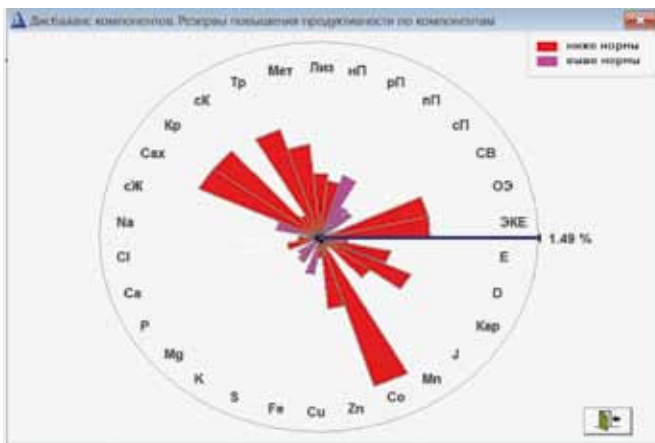 Дисбаланс компонентов. Резервы повышения продуктивности по компонентам
ниже нормы
выше нормы
Лиз
нП
рП
пП
сП
СВ
ОЭ
ЭКЕ
1.49 %
E
D
Кар
J
Mn
Co
Zn
Cu
Fe
S
K
Mg
P
Ca
Cl
Na
сЖ
Сах
Кр
сК
Тр
Мет